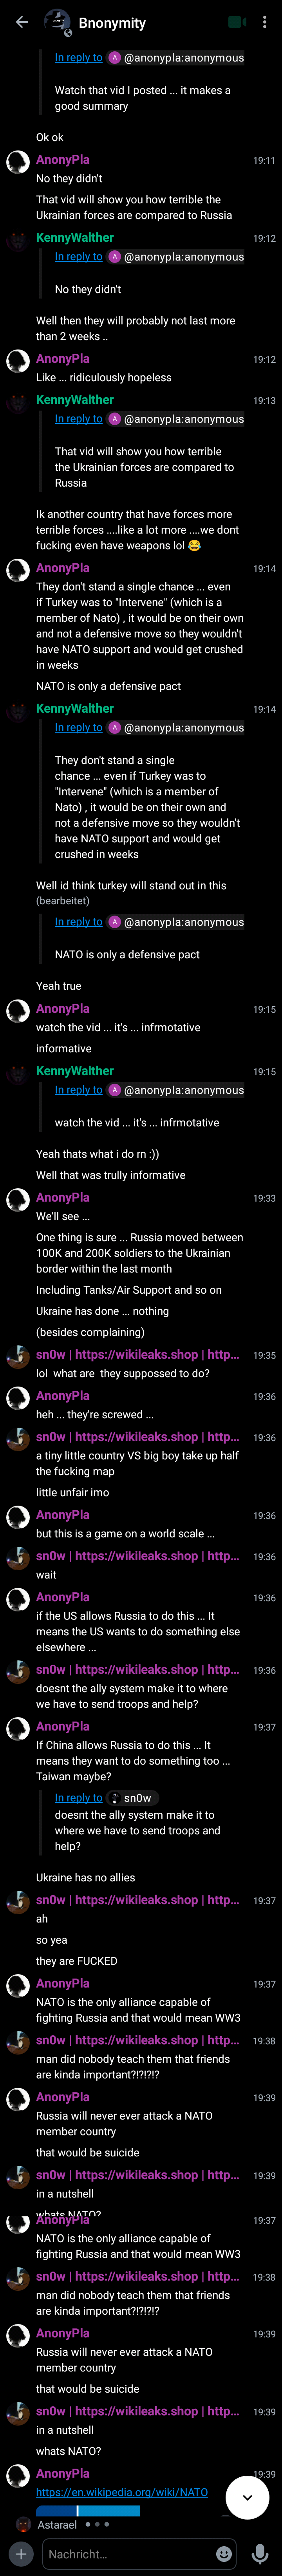 Bnonymity
In reply to A @anonypla:anonymous
Watch that vid I posted ... it makes a
good summary
Ok ok
AnonyPla 19:11
No they didn't
That vid will show you how terrible the
Ukrainian forces are compared to Russia
KennyWalther 19:12
In reply to A @anonypla:anonymous
No they didn't
Well then they will probably not last more
than 2 weeks ..
AnonyPla 19:12
Like ... ridiculously hopeless
KennyWalther 19:13
In reply to A @anonypla:anonymous
That vid will show you how terrible
the Ukrainian forces are compared to
Russia
Ik another country that have forces more
terrible forces ....like a lot more ....we dont
fucking even have weapons lol 😂
AnonyPla 19:14
They don't stand a single chance ... even
if Turkey was to "Intervene" (which is a
member of Nato) , it would be on their own
and not a defensive move so they wouldn't
have NATO support and would get crushed
in weeks
NATO is only a defensive pact
KennyWalther 19:14
In reply to A @anonypla:anonymous
They don't stand a single
chance ... even if Turkey was to
"Intervene" (which is a member of
Nato) , it would be on their own and
not a defensive move so they wouldn't
have NATO support and would get
crushed in weeks
Well id think turkey will stand out in this
(bearbeitet)
In reply to A @anonypla:anonymous
NATO is only a defensive pact
Yeah true
AnonyPla 19:15
watch the vid ... it's ... infrmotative
informative
KennyWalther 19:15
In reply to A @anonypla:anonymous
watch the vid ... it's ... infrmotative
Yeah thats what i do rn :))
Well that was trully informative
AnonyPla 19:33
We'll see ...
One thing is sure ... Russia moved between
100K and 200K soldiers to the Ukrainian
border within the last month
Including Tanks/Air Support and so on
Ukraine has done ... nothing
(besides complaining)
sn0w | https://wikileaks.shop | http... 19:35
lol what are they suppossed to do?
AnonyPla 19:36
heh ... they're screwed ...
sn0w | https://wikileaks.shop | http... 19:36
a tiny little country VS big boy take up half
the fucking map
little unfair imo
AnonyPla 19:36
but this is a game on a world scale ...
sn0w | https://wikileaks.shop | http... 19:36
wait
AnonyPla 19:36
if the US allows Russia to do this ... It
means the US wants to do something else
elsewhere ...
sn0w | https://wikileaks.shop | http... 19:36
doesnt the ally system make it to where
we have to send troops and help?
AnonyPla 19:37
If China allows Russia to do this ... It
means they want to do something too ...
Taiwan maybe?
In reply to sn0w
doesnt the ally system make it to
where we have to send troops and
help?
Ukraine has no allies
sn0w | https://wikileaks.shop | http... 19:37
ah
so yea
they are FUCKED
AnonyPla 19:37
NATO is the only alliance capable of
fighting Russia and that would mean WW3
sn0w | https://wikileaks.shop | http... 19:38
man did nobody teach them that friends
are kinda important?!?!?!?
AnonyPla 19:39
Russia will never ever attack a NATO
member country
that would be suicide
sn0w | https://wikileaks.shop | http... 19:39
in a nutshell
whats NATO?
AnonyPla 19:37
NATO is the only alliance capable of
fighting Russia and that would mean WW3
sn0w | https://wikileaks.shop | http... 19:38
man did nobody teach them that friends
are kinda important?!?!?!?
AnonyPla 19:39
Russia will never ever attack a NATO
member country
that would be suicide
sn0w | https://wikileaks.shop | http... 19:39
in a nutshell
whats NATO?
AnonyPla 19:39
https://en.wikipedia.org/wiki/NATO
Astarael
Nachricht...